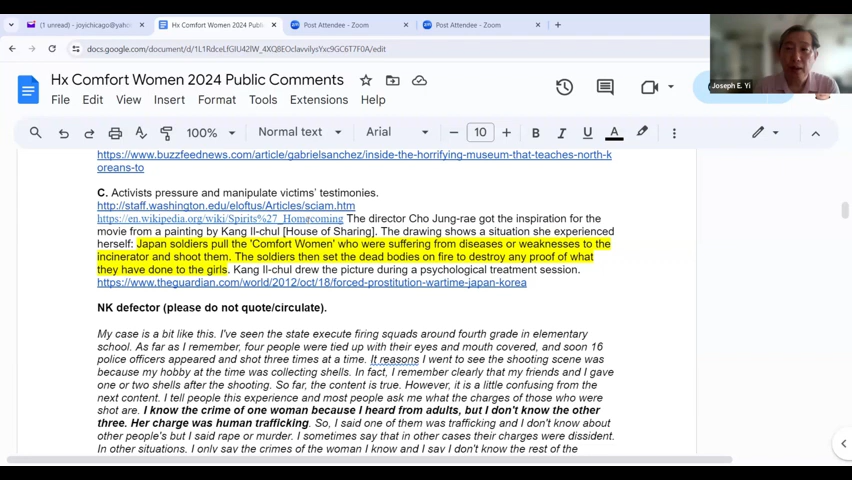 (1 unread) - joyichicago@yaho
Hx Comfort Women 2024 Publi
Post Attendee - Zoom
Post Attendee - Zoom
docs.google.com/document/d/1L1RdceLfGIU42lW_4XQ8EOclavvilysYxc9GC6T7F0A/edit
Joseph E. Yi
Hx Comfort Women 2024 Public Comments
File Edit View Insert Format Tools Extensions Help
100% Normal text Arial 10 B I U A
https://www.buzzfeednews.com/article/gabrielsanchez/inside-the-horrifying-museum-that-teaches-north-k
oreans-to
C. Activists pressure and manipulate victims' testimonies.
http://staff.washington.edu/eloftus/Articles/sciam.htm
https://en.wikipedia.org/wiki/Spirits%27_Homecoming The director Cho Jung-rae got the inspiration for the
movie from a painting by Kang Il-chul [House of Sharing]. The drawing shows a situation she experienced
herself: Japan soldiers pull the 'Comfort Women' who were suffering from diseases or weaknesses to the
incinerator and shoot them. The soldiers then set the dead bodies on fire to destroy any proof of what
they have done to the girls. Kang Il-chul drew the picture during a psychological treatment session.
https://www.theguardian.com/world/2012/oct/18/forced-prostitution-wartime-japan-korea
NK defector (please do not quote/circulate).
My case is a bit like this. I've seen the state execute firing squads around fourth grade in elementary
school. As far as I remember, four people were tied up with their eyes and mouth covered, and soon 16
police officers appeared and shot three times at a time. It reasons I went to see the shooting scene was
because my hobby at the time was collecting shells. In fact, I remember clearly that my friends and I gave
one or two shells after the shooting. So far, the content is true. However, it is a little confusing from the
next content. I tell people this experience and most people ask me what the charges of those who were
shot are. I know the crime of one woman because I heard from adults, but I don't know the other
three. Her charge was human trafficking. So, I said one of them was trafficking and I don't know about
other people's but I said rape or murder. I sometimes say that in other cases their charges were dissident.
In other situations. I only say the crimes of the woman I know and I say I don't know the rest of the